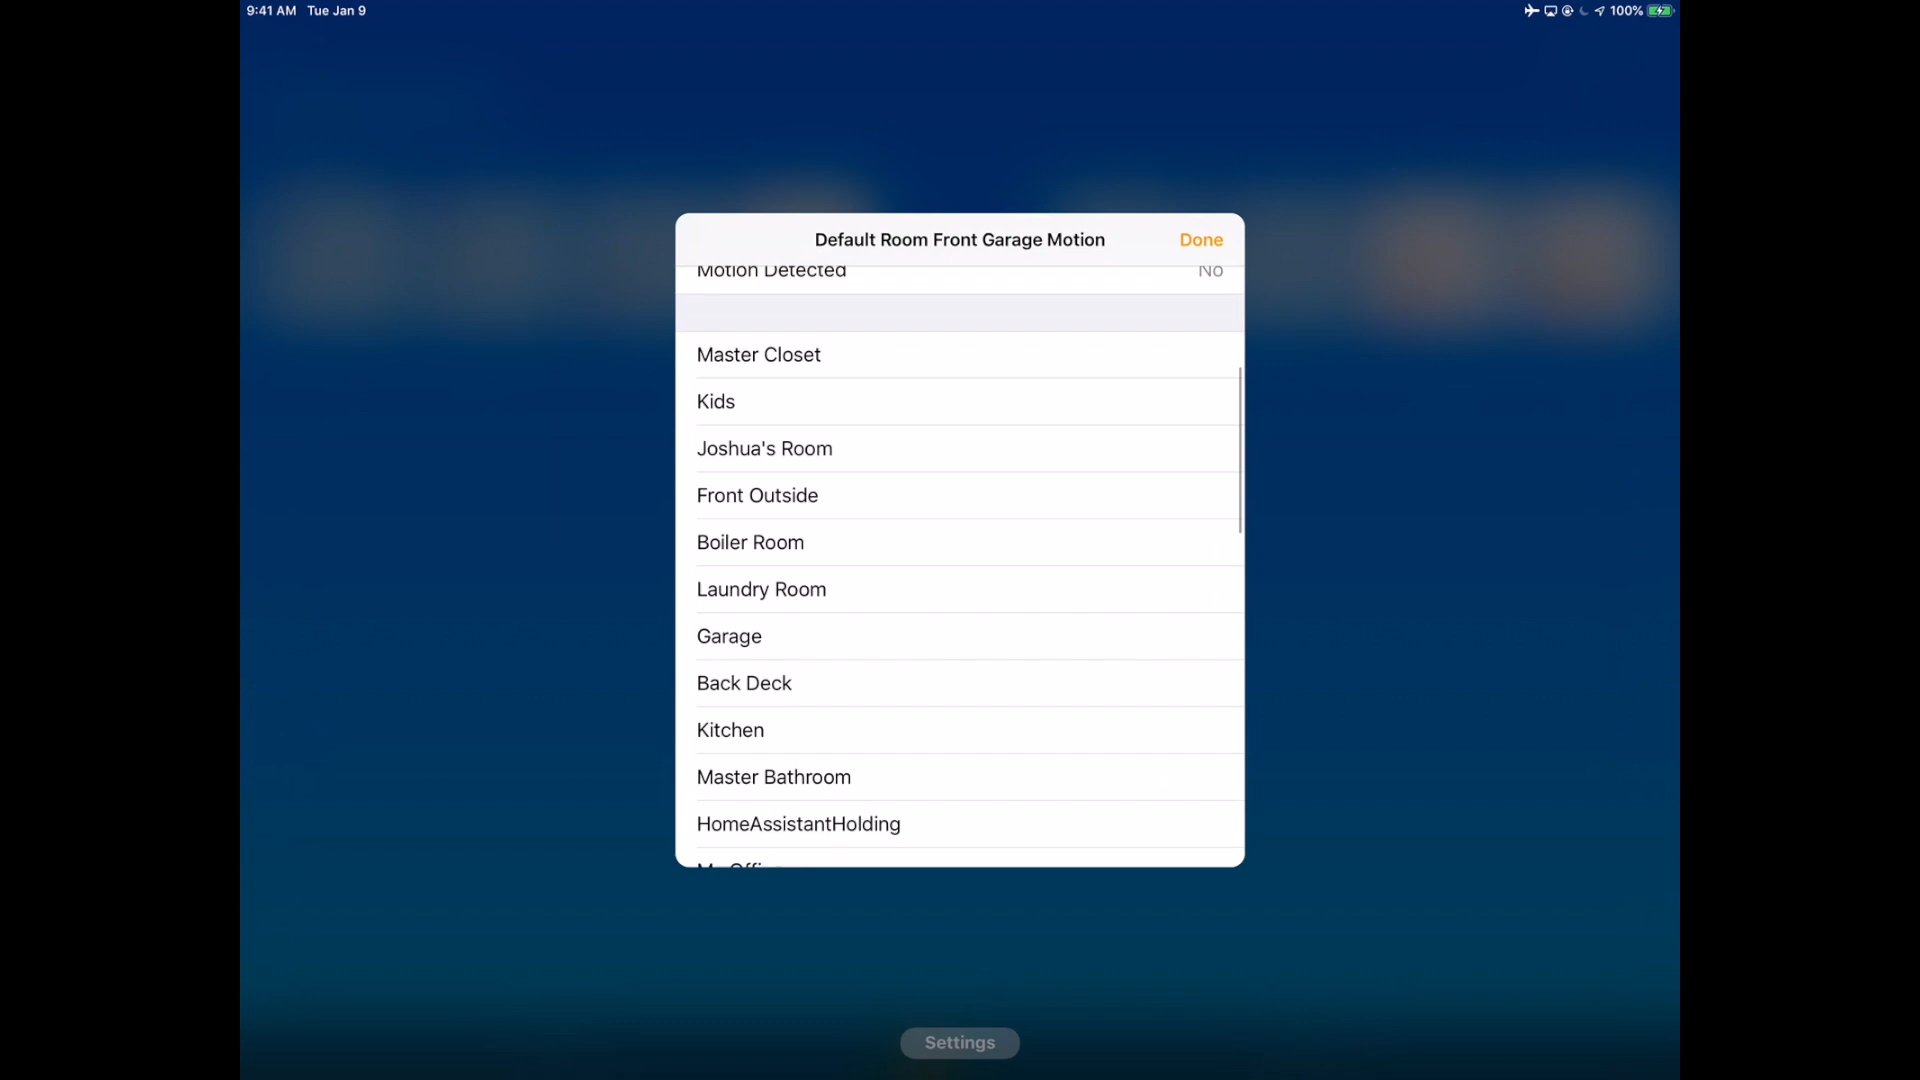 9:41 AM Tue Jan 9
100%
Default Room Front Garage Motion Done
Motion Detected No
Master Closet
Kids
Joshua's Room
Front Outside
Boiler Room
Laundry Room
Garage
Back Deck
Kitchen
Master Bathroom
HomeAssistantHolding
Settings